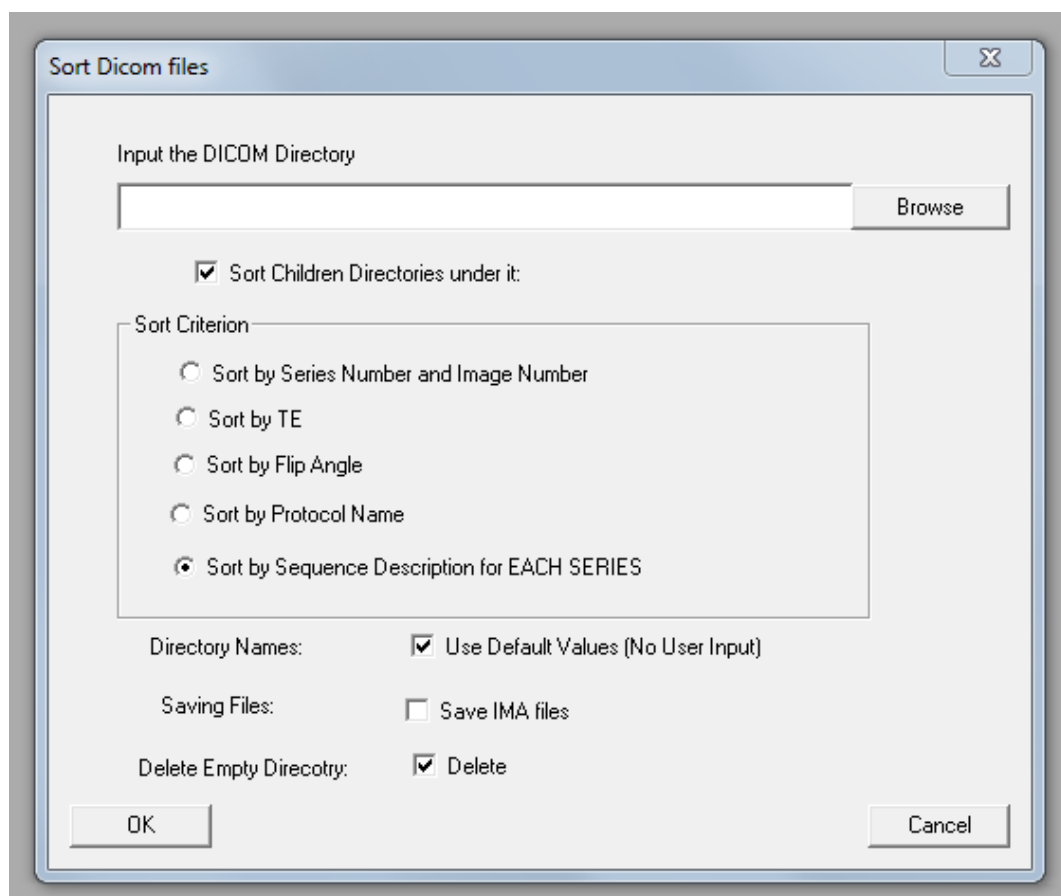 Sort Dicom files
Input the DICOM Directory
Browse
Sort Children Directories under it:
Sort Criterion
Sort by Series Number and Image Number
Sort by TE
Sort by Flip Angle
Sort by Protocol Name
Sort by Sequence Description for EACH SERIES
Directory Names: Use Default Values (No User Input)
Saving Files: Save IMA files
Delete Empty Direcotry: Delete
OK Cancel